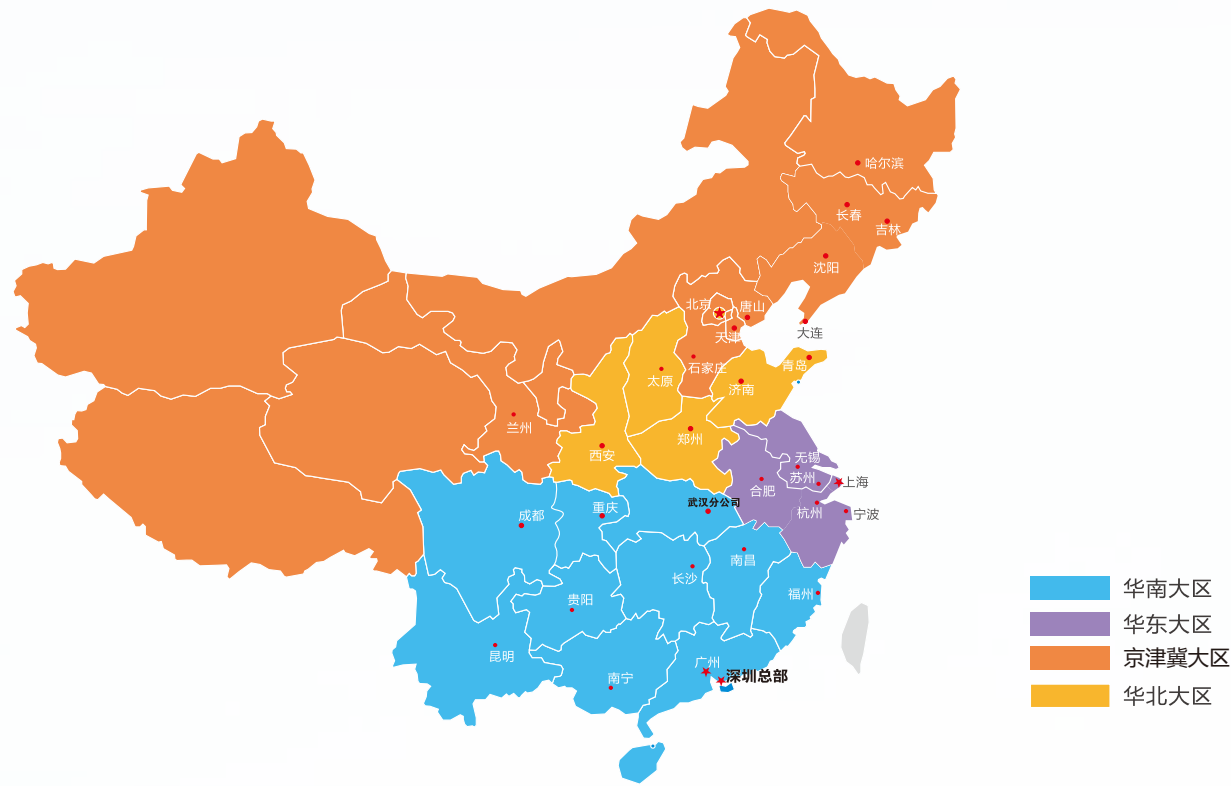 哈尔滨
长春
吉林
沈阳
北京
唐山
天津
大连
石家庄
青岛
太原
济南
兰州
郑州
西安
无锡
苏州
上海
合肥
武汉分公司
重庆
成都
杭州
宁波
南昌
长沙
贵阳
福州
昆明
广州
深圳总部
南宁
华南大区
华东大区
京津冀大区
华北大区